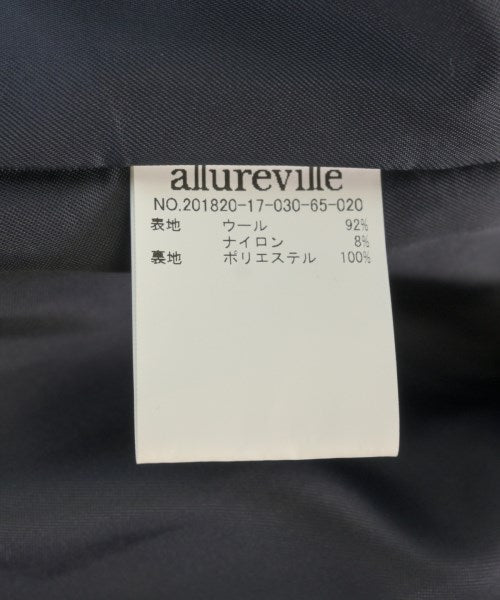 allureville
NO.201820-17-030-65-020
表地 ウール 92%
ナイロン 8%
裏地 ポリエステル 100%